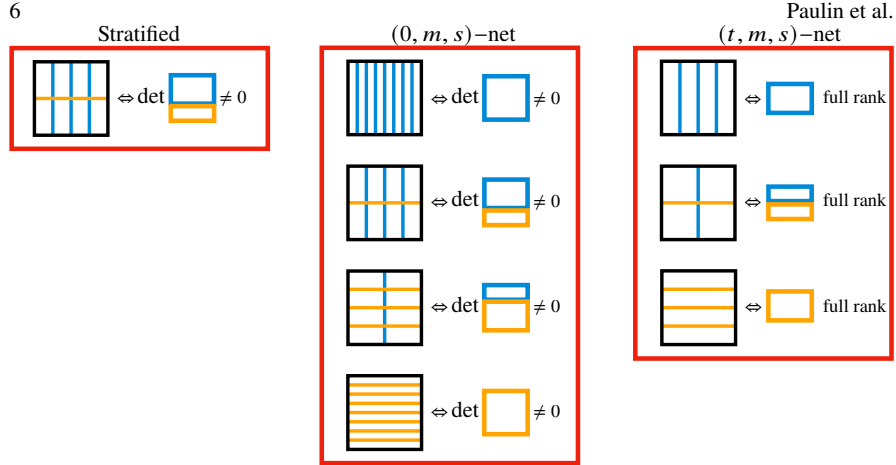 6
Paulin et al.
Stratified
⇔ det ≠ 0
(0, m, s)−net
⇔ det ≠ 0
⇔ det ≠ 0
⇔ det ≠ 0
⇔ det ≠ 0
(t, m, s)−net
⇔ full rank
⇔ full rank
⇔ full rank